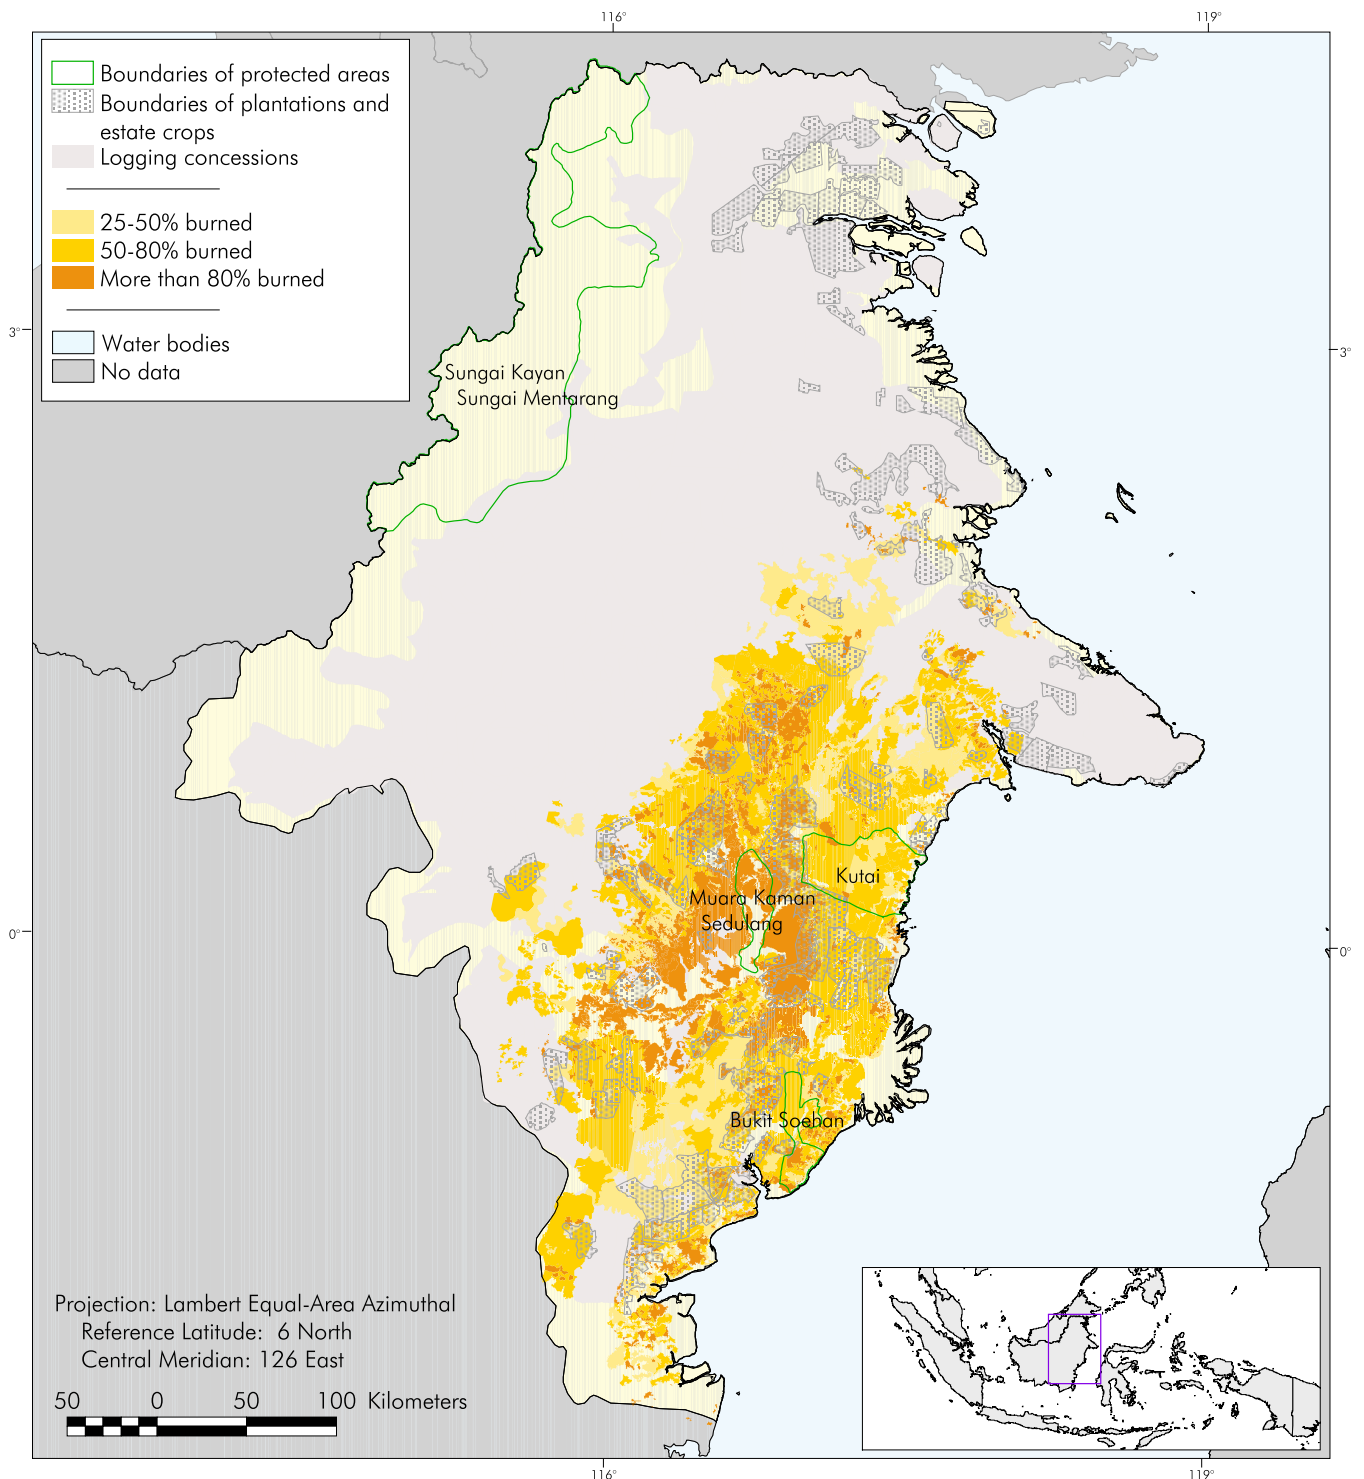 116°
119°
Boundaries of protected areas
Boundaries of plantations and
estate crops
Logging concessions
25-50% burned
50-80% burned
More than 80% burned
Water bodies
No data
3°
3°
Sungai Kayan
Sungai Mentarang
Kutai
Muara Kaman
Sedulang
0°
0°
Bukit Soehan
Projection: Lambert Equal-Area Azimuthal
Reference Latitude: 6 North
Central Meridian: 126 East
50 0 50 100 Kilometers
116°
119°